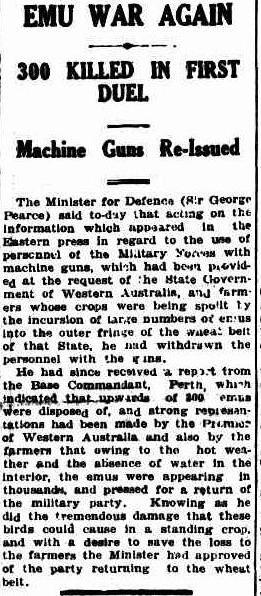 EMU WAR AGAIN
300 KILLED IN FIRST
DUEL
Machine Guns Re-Issued
The Minister for Defence (Sir George
Pearce) said to-day that acting on the
information which appeared in the
Eastern press in regard to the use of
personnel of the Military Forces with
machine guns, which had been provid-
ed at the request of the State Govern-
ment of Western Australia, and farm-
ers whose crops were being spoilt by
the incursion of large numbers of emus
into the outer fringe of the wheat belt
of that State, he had withdrawn the
personnel with the guns.
He had since received a report from
the Base Commandant, Perth, which
indicated that upwards of 300 emus
were disposed of, and strong represen-
tations had been made by the Premier
of Western Australia and also by the
farmers that owing to the hot wea-
ther and the absence of water in the
interior, the emus were appearing in
thousands, and pressed for a return of
the military party. Knowing as he
did the tremendous damage that these
birds could cause in a standing crop,
and with a desire to save the loss to
the farmers the Minister had approved
of the party returning to the wheat
belt.